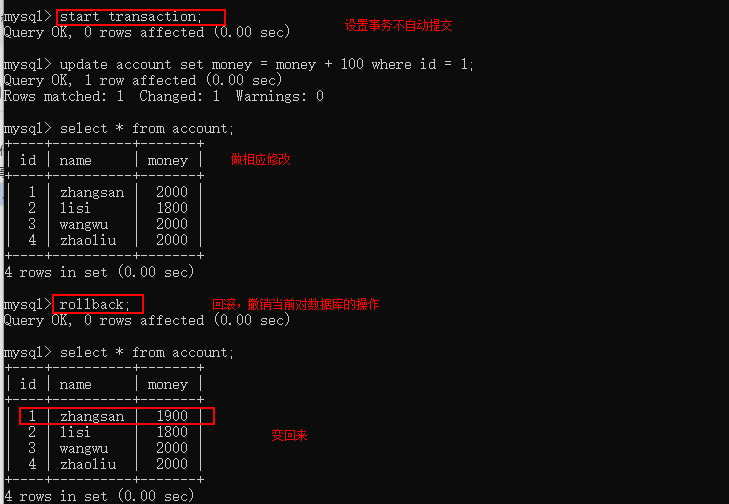 mysql> start transaction;
Query OK, 0 rows affected (0.00 sec)
设置事务不自动提交
mysql> update account set money = money + 100 where id = 1;
Query OK, 1 row affected (0.00 sec)
Rows matched: 1  Changed: 1  Warnings: 0
mysql> select * from account;
+----+----------+-------+
| id | name     | money |
+----+----------+-------+
做相应修改
|  1 | zhangsan |  2000 |
|  2 | lisi     |  1800 |
|  3 | wangwu   |  2000 |
|  4 | zhaoliu  |  2000 |
+----+----------+-------+
4 rows in set (0.00 sec)
mysql> rollback;
回滚，撤销当前对数据库的操作
Query OK, 0 rows affected (0.00 sec)
mysql> select * from account;
+----+----------+-------+
| id | name     | money |
+----+----------+-------+
|  1 | zhangsan |  1900 |
|  2 | lisi     |  1800 |
变回来
|  3 | wangwu   |  2000 |
|  4 | zhaoliu  |  2000 |
+----+----------+-------+
4 rows in set (0.00 sec)